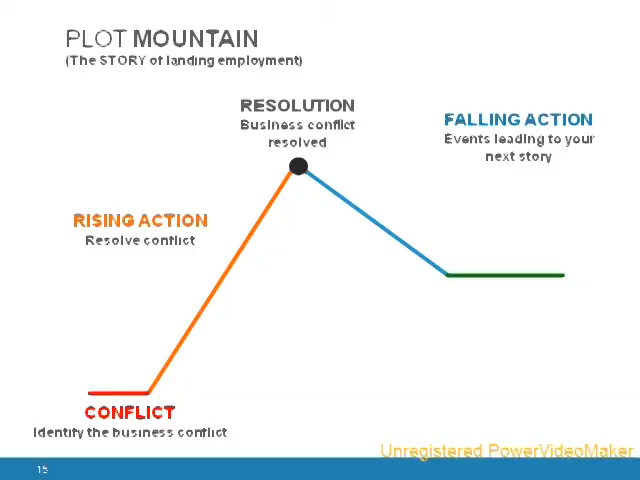 PLOT MOUNTAIN
(The STORY of landing employment)
RESOLUTION
Business conflict
resolved
FALLING ACTION
Events leading to your
next story
RISING ACTION
Resolve conflict
CONFLICT
Identify the business conflict
Unregistered PowerVideoMaker
15